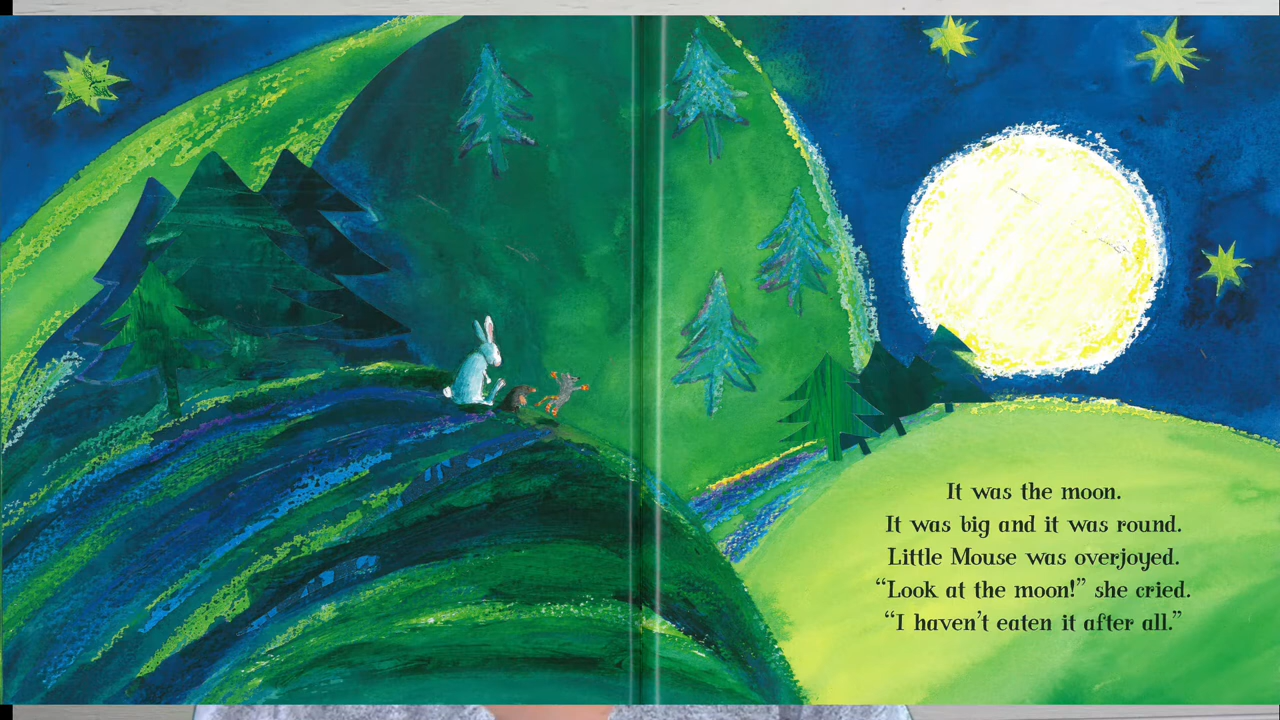 It was the moon.
It was big and it was round.
Little Mouse was overjoyed.
“Look at the moon!” she cried.
“I haven’t eaten it after all.”